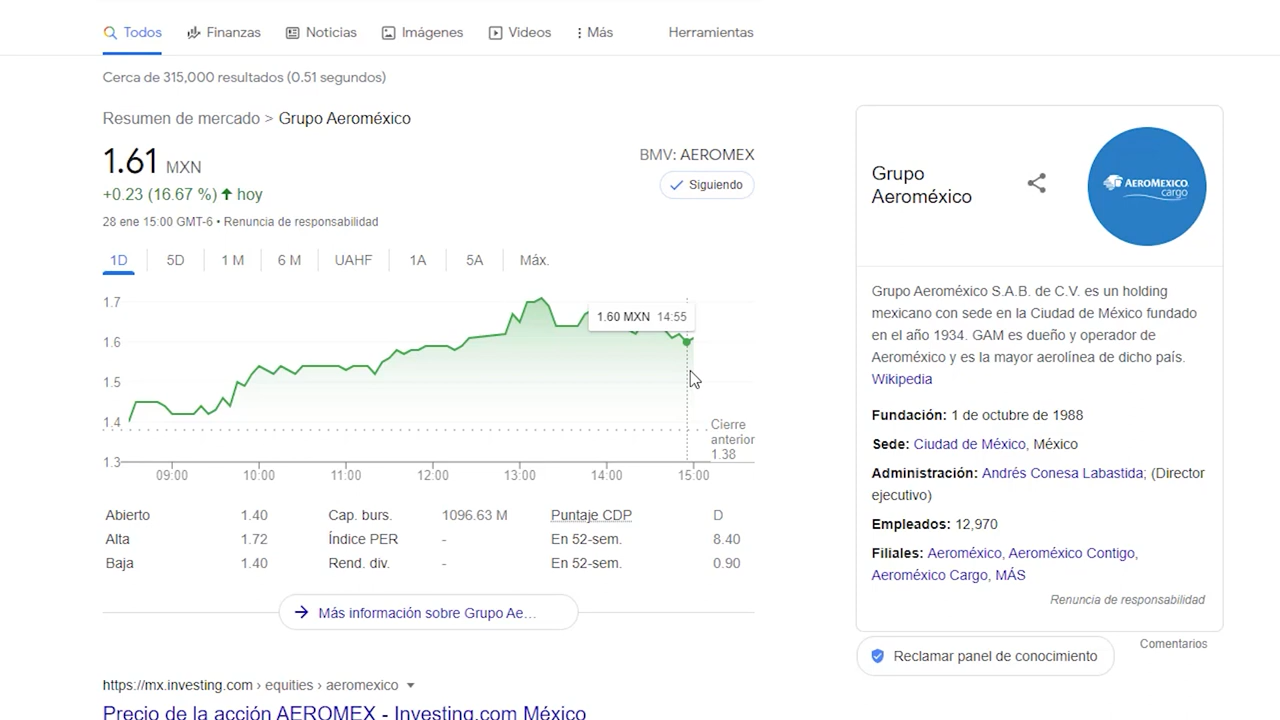 Todos Finanzas Noticias Imágenes Videos Más Herramientas
Cerca de 315,000 resultados (0.51 segundos)
Resumen de mercado > Grupo Aeroméxico
1.61 MXN
BMV: AEROMEX
+0.23 (16.67 %) hoy
Siguiendo
28 ene 15:00 GMT-6 • Renuncia de responsabilidad
1D 5D 1 M 6 M UAHF 1A 5A Máx.
1.7
1.60 MXN 14:55
1.6
1.5
1.4
Cierre
anterior
1.38
1.3
09:00 10:00 11:00 12:00 13:00 14:00 15:00
Abierto 1.40 Cap. burs. 1096.63 M Puntaje CDP D
Alta 1.72 Índice PER - En 52-sem. 8.40
Baja 1.40 Rend. div. - En 52-sem. 0.90
Más información sobre Grupo Ae…
https://mx.investing.com › equities › aeromexico
Precio de la acción AEROMEX - Investing.com México
Grupo
Aeroméxico
AEROMEXICO.
cargo
Grupo Aeroméxico S.A.B. de C.V. es un holding
mexicano con sede en la Ciudad de México fundado
en el año 1934. GAM es dueño y operador de
Aeroméxico y es la mayor aerolínea de dicho país.
Wikipedia
Fundación: 1 de octubre de 1988
Sede: Ciudad de México, México
Administración: Andrés Conesa Labastida; (Director
ejecutivo)
Empleados: 12,970
Filiales: Aeroméxico, Aeroméxico Contigo,
Aeroméxico Cargo, MÁS
Renuncia de responsabilidad
Comentarios
Reclamar panel de conocimiento